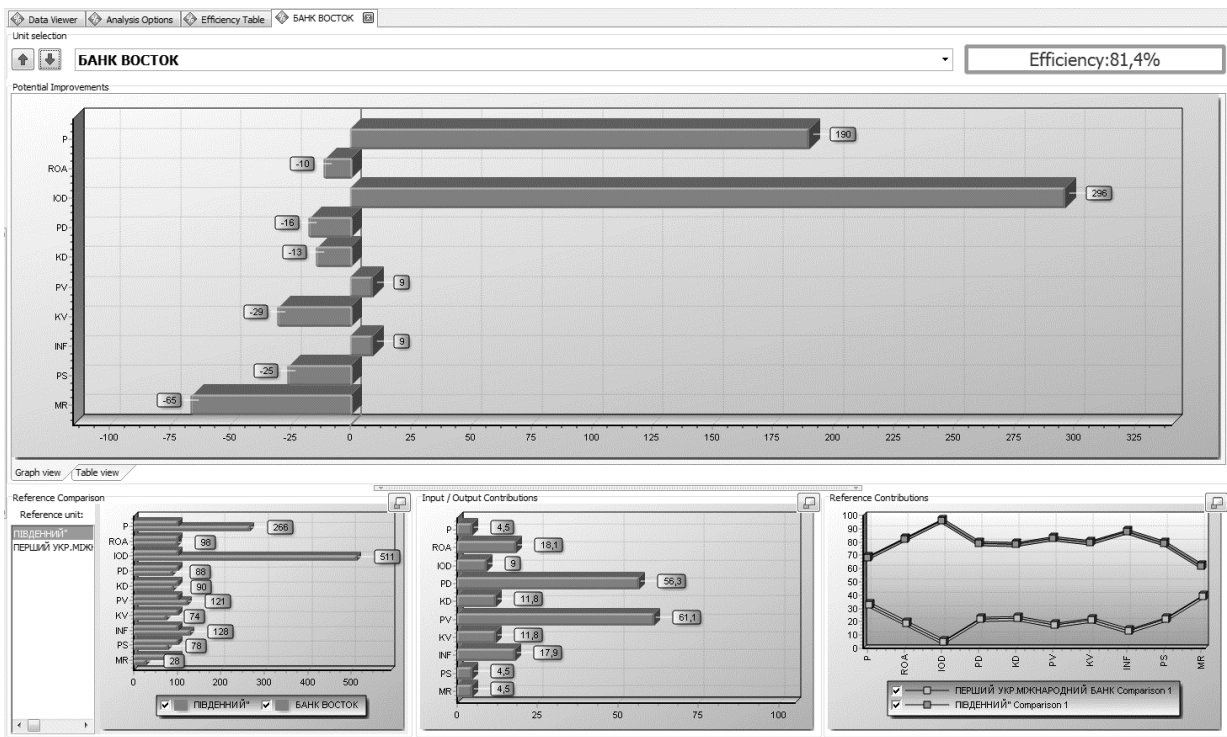 Data Viewer Analysis Options Efficiency Table БАНК ВОСТОК
Unit selection
БАНК ВОСТОК
Efficiency:81,4%
Potential Improvements
P 190
ROA -10
IOD 296
PD -16
KD -13
PV 9
KV -29
INF 9
PS -25
MR -65
-100 -75 -50 -25 0 25 50 75 100 125 150 175 200 225 250 275 300 325
Graph view Table view
Reference Comparison
Reference unit:
ПІВДЕННИЙ"
ПЕРШИЙ УКР.МІЖН
P 266
ROA 98
IOD 511
PD 88
KD 90
PV 121
KV 74
INF 128
PS 78
MR 28
0 100 200 300 400 500
ПІВДЕННИЙ" БАНК ВОСТОК
Input / Output Contributions
P 4,5
ROA 18,1
IOD 9
PD 56,3
KD 11,8
PV 61,1
KV 11,8
INF 17,9
PS 4,5
MR 4,5
0 25 50 75 100
Reference Contributions
100
90
80
70
60
50
40
30
20
10
0
P ROA IOD PD KD PV KV INF PS MR
ПЕРШИЙ УКР.МІЖНАРОДНИЙ БАНК Comparison 1
ПІВДЕННИЙ" Comparison 1